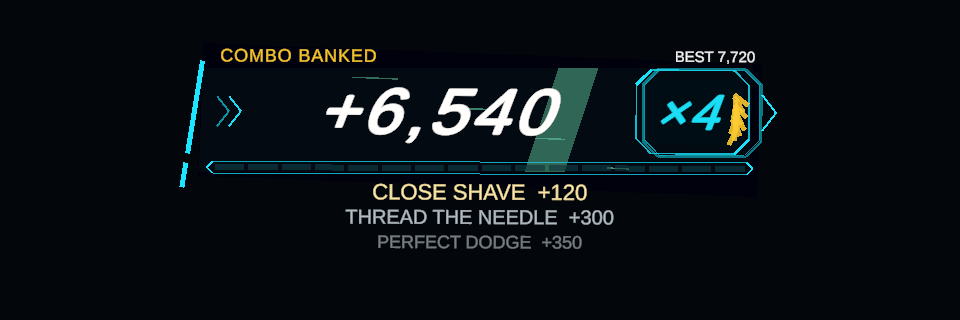 COMBO BANKED
BEST 7,720
+6,540
×4
CLOSE SHAVE +120
THREAD THE NEEDLE +300
PERFECT DODGE +350